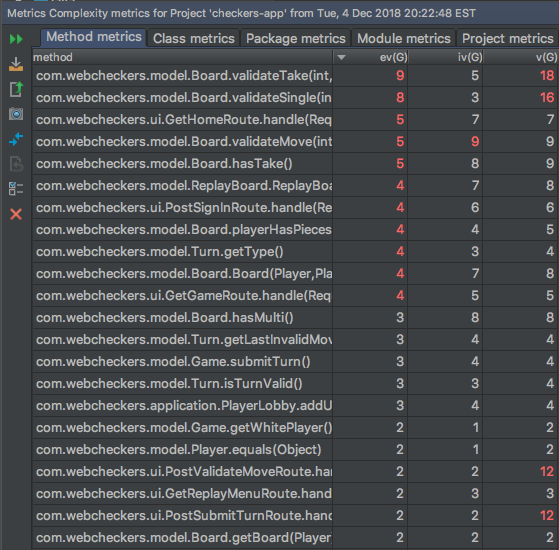 Metrics Complexity metrics for Project 'checkers-app' from Tue, 4 Dec 2018 20:22:48 EST
Method metrics Class metrics Package metrics Module metrics Project metrics
method ev(G) iv(G) v(G)
com.webcheckers.model.Board.validateTake(int, 9 5 18
com.webcheckers.model.Board.validateSingle(in 8 3 16
com.webcheckers.ui.GetHomeRoute.handle(Req 5 7 7
com.webcheckers.model.Board.validateMove(int 5 9 9
com.webcheckers.model.Board.hasTake() 5 8 9
com.webcheckers.model.ReplayBoard.ReplayBoa 4 7 8
com.webcheckers.ui.PostSignInRoute.handle(Re 4 6 6
com.webcheckers.model.Board.playerHasPieces 4 4 5
com.webcheckers.model.Turn.getType() 4 3 4
com.webcheckers.model.Board.Board(Player,Pla 4 7 8
com.webcheckers.ui.GetGameRoute.handle(Req 4 5 5
com.webcheckers.model.Board.hasMulti() 3 8 8
com.webcheckers.model.Turn.getLastInvalidMov 3 4 4
com.webcheckers.model.Game.submitTurn() 3 4 4
com.webcheckers.model.Turn.isTurnValid() 3 3 4
com.webcheckers.application.PlayerLobby.addU 3 4 4
com.webcheckers.model.Game.getWhitePlayer() 2 1 2
com.webcheckers.model.Player.equals(Object) 2 1 2
com.webcheckers.ui.PostValidateMoveRoute.han 2 2 12
com.webcheckers.ui.GetReplayMenuRoute.hand 2 3 3
com.webcheckers.ui.PostSubmitTurnRoute.hand 2 2 12
com.webcheckers.model.Board.getBoard(Player 2 2 2